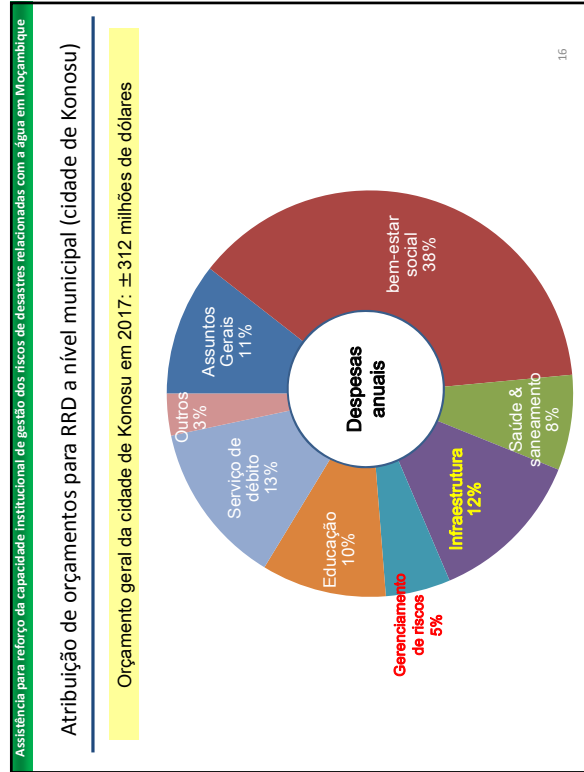 Assistência para reforço da capacidade institucional de gestão dos riscos de desastres relacionadas com a água em Moçambique
Atribuição de orçamentos para RRD a nível municipal (cidade de Konosu)
Orçamento geral da cidade de Konosu em 2017: ±312 milhões de dólares
Outros
3%
Assuntos
Gerais
11%
Serviço de
débito
13%
Educação
10%
Despesas
anuais
bem-estar
social
38%
Gerenciamento
de riscos
5%
Infraestrutura
12%
Saúde &
saneamento
8%
16